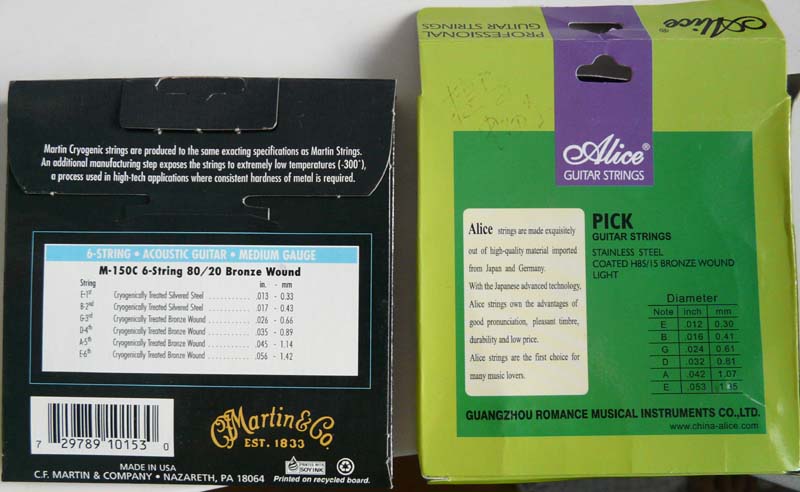 Martin Cryogenic strings are produced to the same exacting specifications as Martin Strings.
An additional manufacturing step exposes the strings to extremely low temperatures (-300°),
a process used in high-tech applications where consistent hardness of metal is required.
6-STRING • ACOUSTIC GUITAR • MEDIUM GAUGE
M-150C 6-String 80/20 Bronze Wound
String in. - mm
E-1st Cryogenically Treated Silvered Steel .013 - 0.33
B-2nd Cryogenically Treated Silvered Steel .017 - 0.43
G-3rd Cryogenically Treated Bronze Wound .026 - 0.66
D-4th Cryogenically Treated Bronze Wound .035 - 0.89
A-5th Cryogenically Treated Bronze Wound .045 - 1.14
E-6th Cryogenically Treated Bronze Wound .056 - 1.42
7 29789 10153 0
CF Martin & Co.
EST. 1833
MADE IN USA
C.F. MARTIN & COMPANY • NAZARETH, PA 18064
PRINTED WITH
SOY INK
Printed on recycled board.
PROFESSIONAL
GUITAR STRINGS
Alice®
Alice®
GUITAR STRINGS
Alice strings are made exquisitely
out of high-quality material imported
from Japan and Germany.
With the Japanese advanced technology,
Alice strings own the advantages of
good pronunciation, pleasant timbre,
durability and low price.
Alice strings are the first choice for
many music lovers.
PICK
GUITAR STRINGS
STAINLESS STEEL
COATED HB5/15 BRONZE WOUND
LIGHT
Diameter
Note inch mm
E .012 0.30
B .016 0.41
G .024 0.61
D .032 0.81
A .042 1.07
E .053 1.35
GUANGZHOU ROMANCE MUSICAL INSTRUMENTS CO.,LTD.
www.china-alice.com